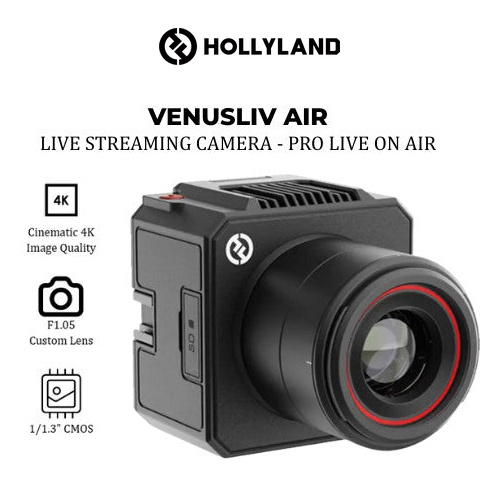 HOLLYLAND
VENUSLIV AIR
LIVE STREAMING CAMERA - PRO LIVE ON AIR
4K
Cinematic 4K
Image Quality
F1.05
Custom Lens
1/1.3" CMOS
SD